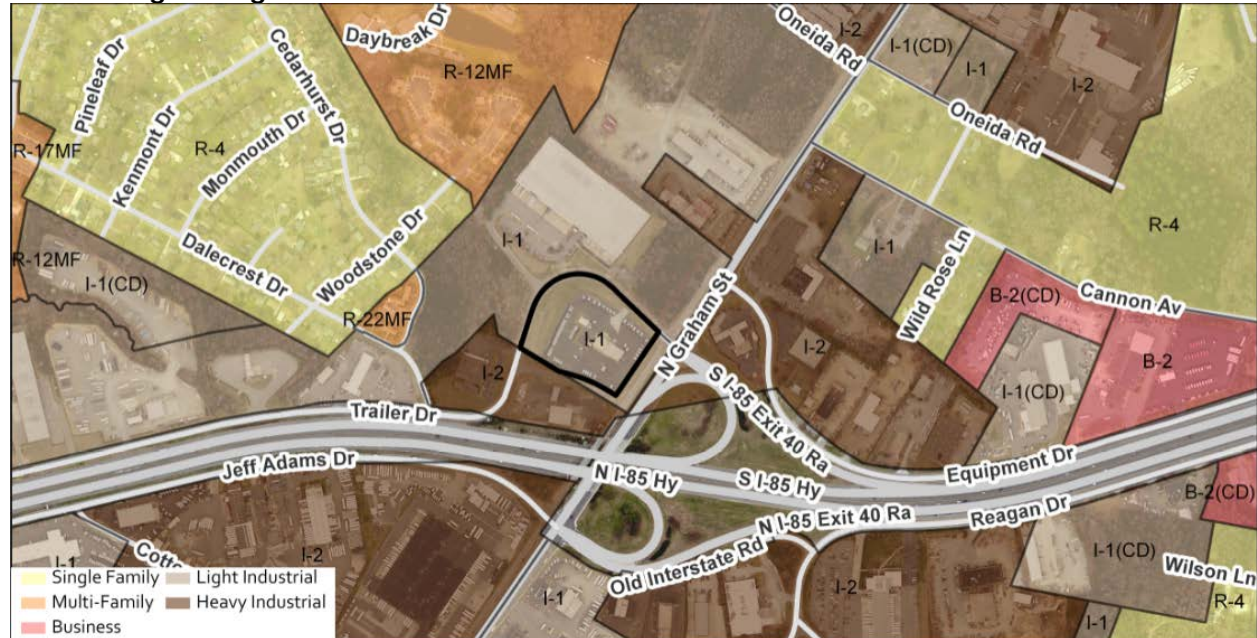 Daybreak Dr
Oneida Rd
I-2
I-1(CD)
I-1
I-2
Pineleaf Dr
Cedarhurst Dr
R-12MF
Kenmont Dr
R-4
Monmouth Dr
Oneida Rd
R-17MF
R-4
Dalecrest Dr
Woodstone Dr
I-1
I-1
Wild Rose Ln
N Graham St
R-12MF
I-1(CD)
R-22MF
B-2(CD)
Cannon Av
I-1
I-2
B-2
I-2
I-1(CD)
S I-85 Exit 40 Ra
Trailer Dr
Jeff Adams Dr
N I-85 Hy
S I-85 Hy
Equipment Dr
N I-85 Exit 40 Ra
Reagan Dr
B-2(CD)
Old Interstate Rd
I-2
I-1
I-1(CD)
Wilson Ln
I-1
I-2
R-4
I-1
Single Family
Light Industrial
Multi-Family
Heavy Industrial
Business